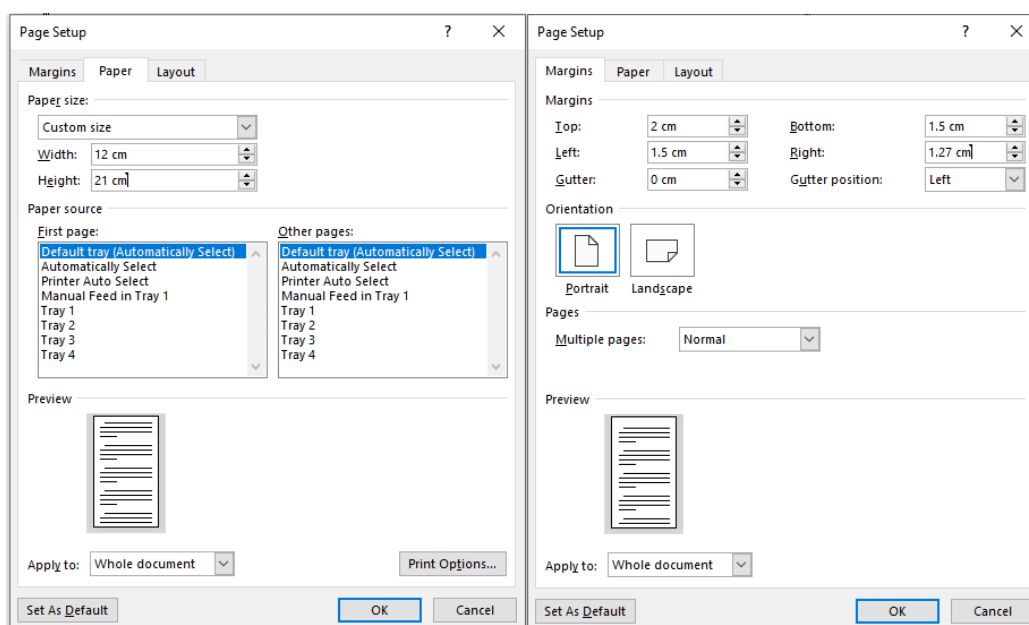 Page Setup ?
Margins Paper Layout
Paper size:
Custom size
Width: 12 cm
Height: 21 cm
Paper source
First page: Other pages:
Default tray (Automatically Select) Default tray (Automatically Select)
Automatically Select Automatically Select
Printer Auto Select Printer Auto Select
Manual Feed in Tray 1 Manual Feed in Tray 1
Tray 1 Tray 1
Tray 2 Tray 2
Tray 3 Tray 3
Tray 4 Tray 4
Preview
Apply to: Whole document Print Options...
Set As Default OK Cancel
Page Setup ?
Margins Paper Layout
Margins
Top: 2 cm Bottom: 1.5 cm
Left: 1.5 cm Right: 1.27 cm
Gutter: 0 cm Gutter position: Left
Orientation
Portrait Landscape
Pages
Multiple pages: Normal
Preview
Apply to: Whole document
Set As Default OK Cancel